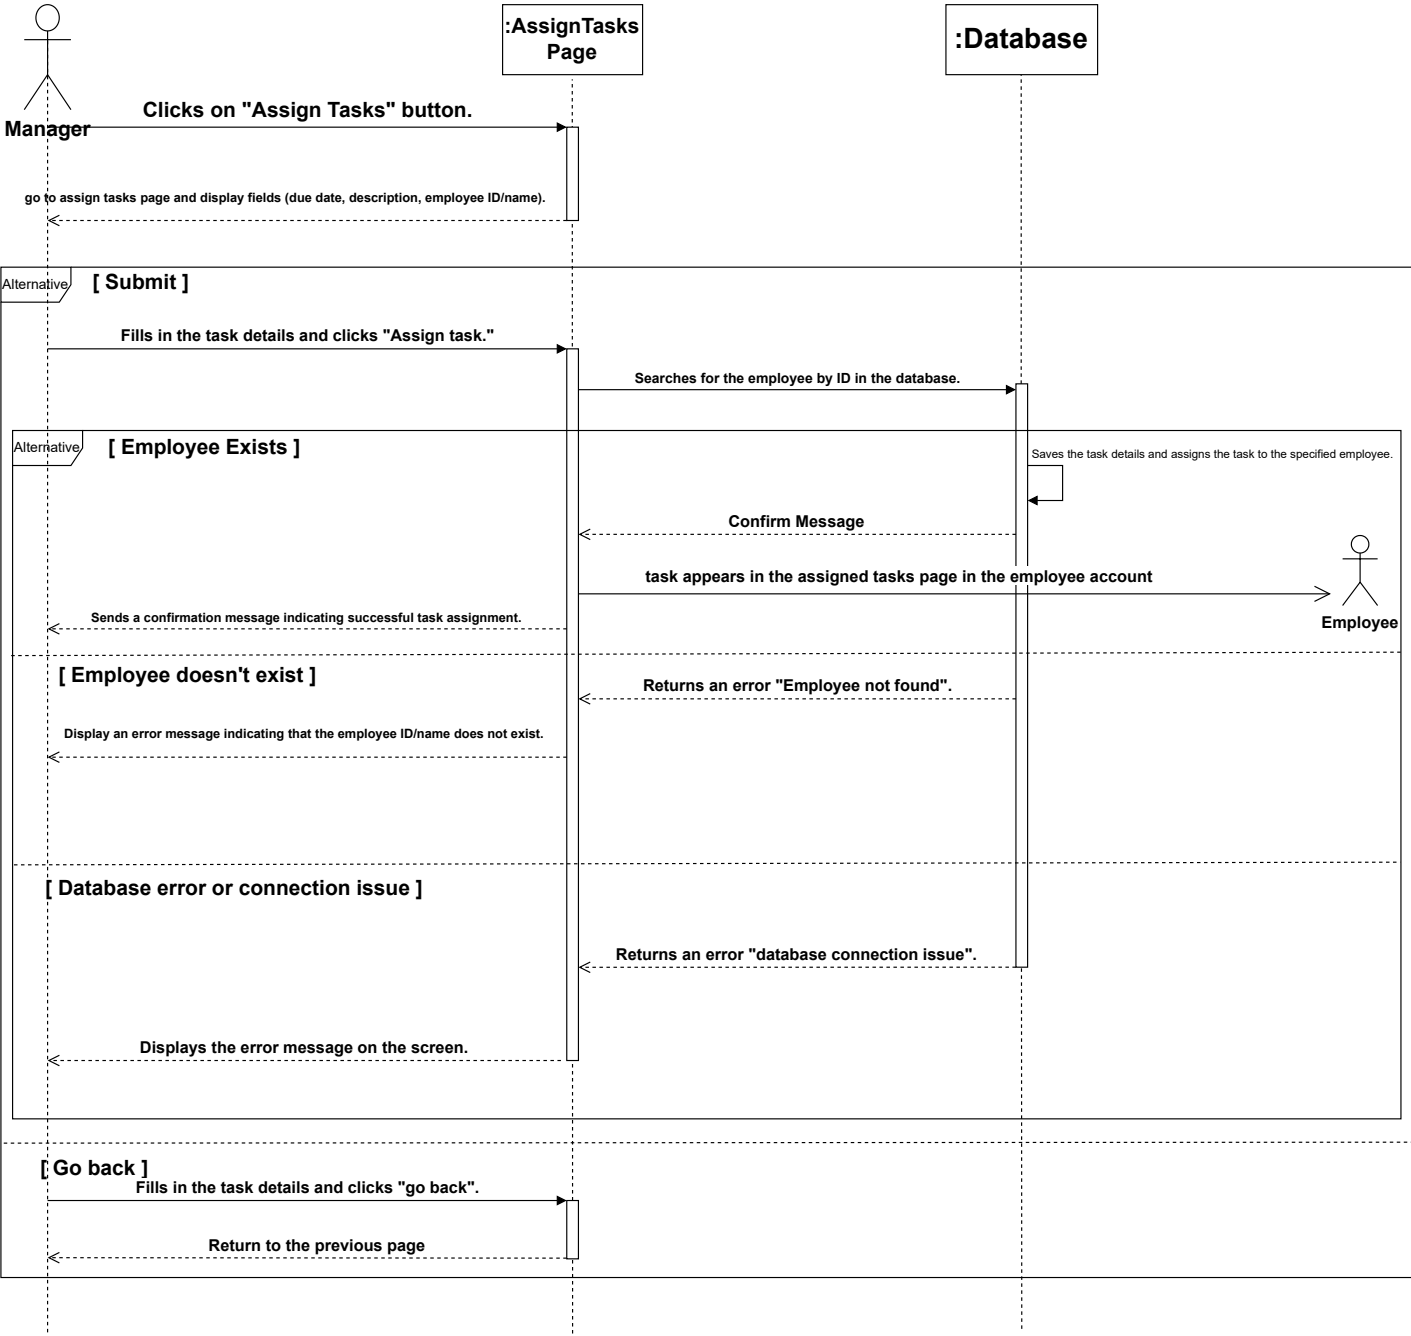 :AssignTasks
Page
:Database
Manager
Clicks on "Assign Tasks" button.
go to assign tasks page and display fields (due date, description, employee ID/name).
Alternative
[ Submit ]
Fills in the task details and clicks "Assign task."
Searches for the employee by ID in the database.
Alternative
[ Employee Exists ]
Saves the task details and assigns the task to the specified employee.
Confirm Message
task appears in the assigned tasks page in the employee account
Employee
Sends a confirmation message indicating successful task assignment.
[ Employee doesn't exist ]
Returns an error "Employee not found".
Display an error message indicating that the employee ID/name does not exist.
[ Database error or connection issue ]
Returns an error "database connection issue".
Displays the error message on the screen.
[ Go back ]
Fills in the task details and clicks "go back".
Return to the previous page